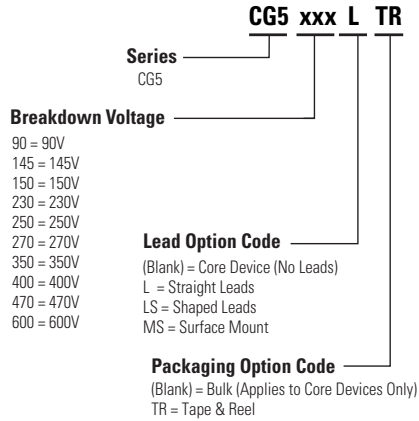 CG5 xxx L TR
Series
CG5
Breakdown Voltage
90 = 90V
145 = 145V
150 = 150V
230 = 230V
250 = 250V
270 = 270V
350 = 350V
400 = 400V
470 = 470V
600 = 600V
Lead Option Code
(Blank) = Core Device (No Leads)
L = Straight Leads
LS = Shaped Leads
MS = Surface Mount
Packaging Option Code
(Blank) = Bulk (Applies to Core Devices Only)
TR = Tape & Reel